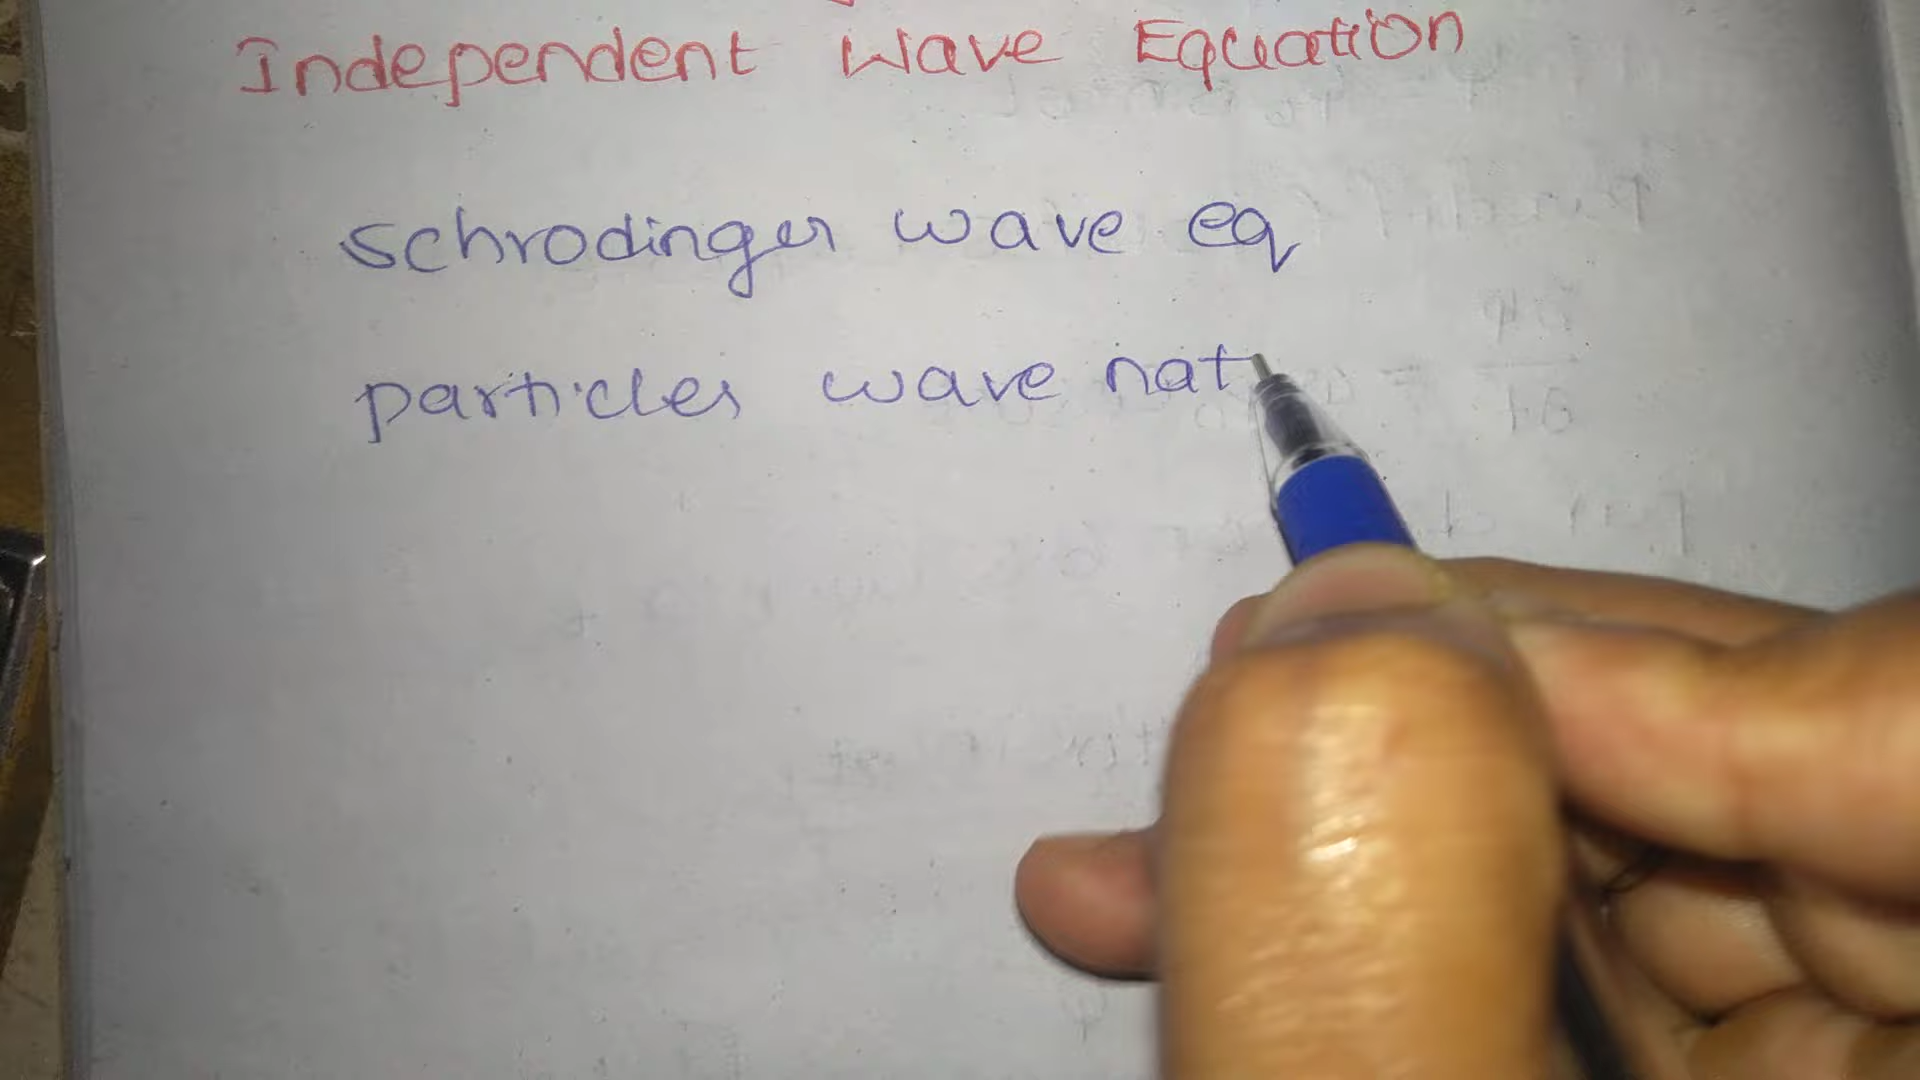 Independent Wave Equation
schrodinger wave eq
particles wave nat